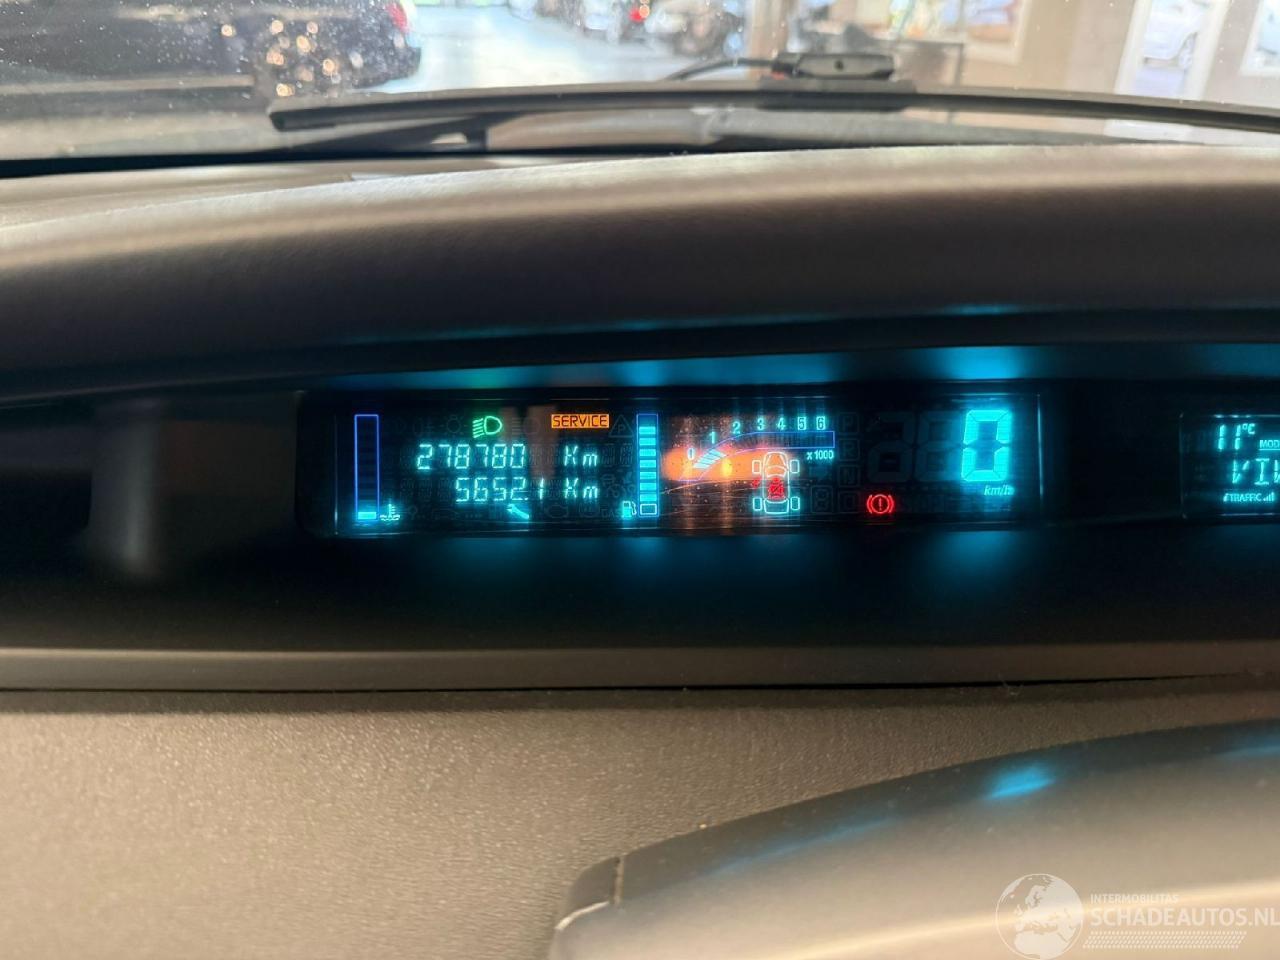 SERVICE
278780 Km
5652.1 Km
0 1 2 3 4 5 6
x 1000
0
km/h
11°C
TRAFFIC
INTERMOBILITAS
SCHADEAUTOS.NL